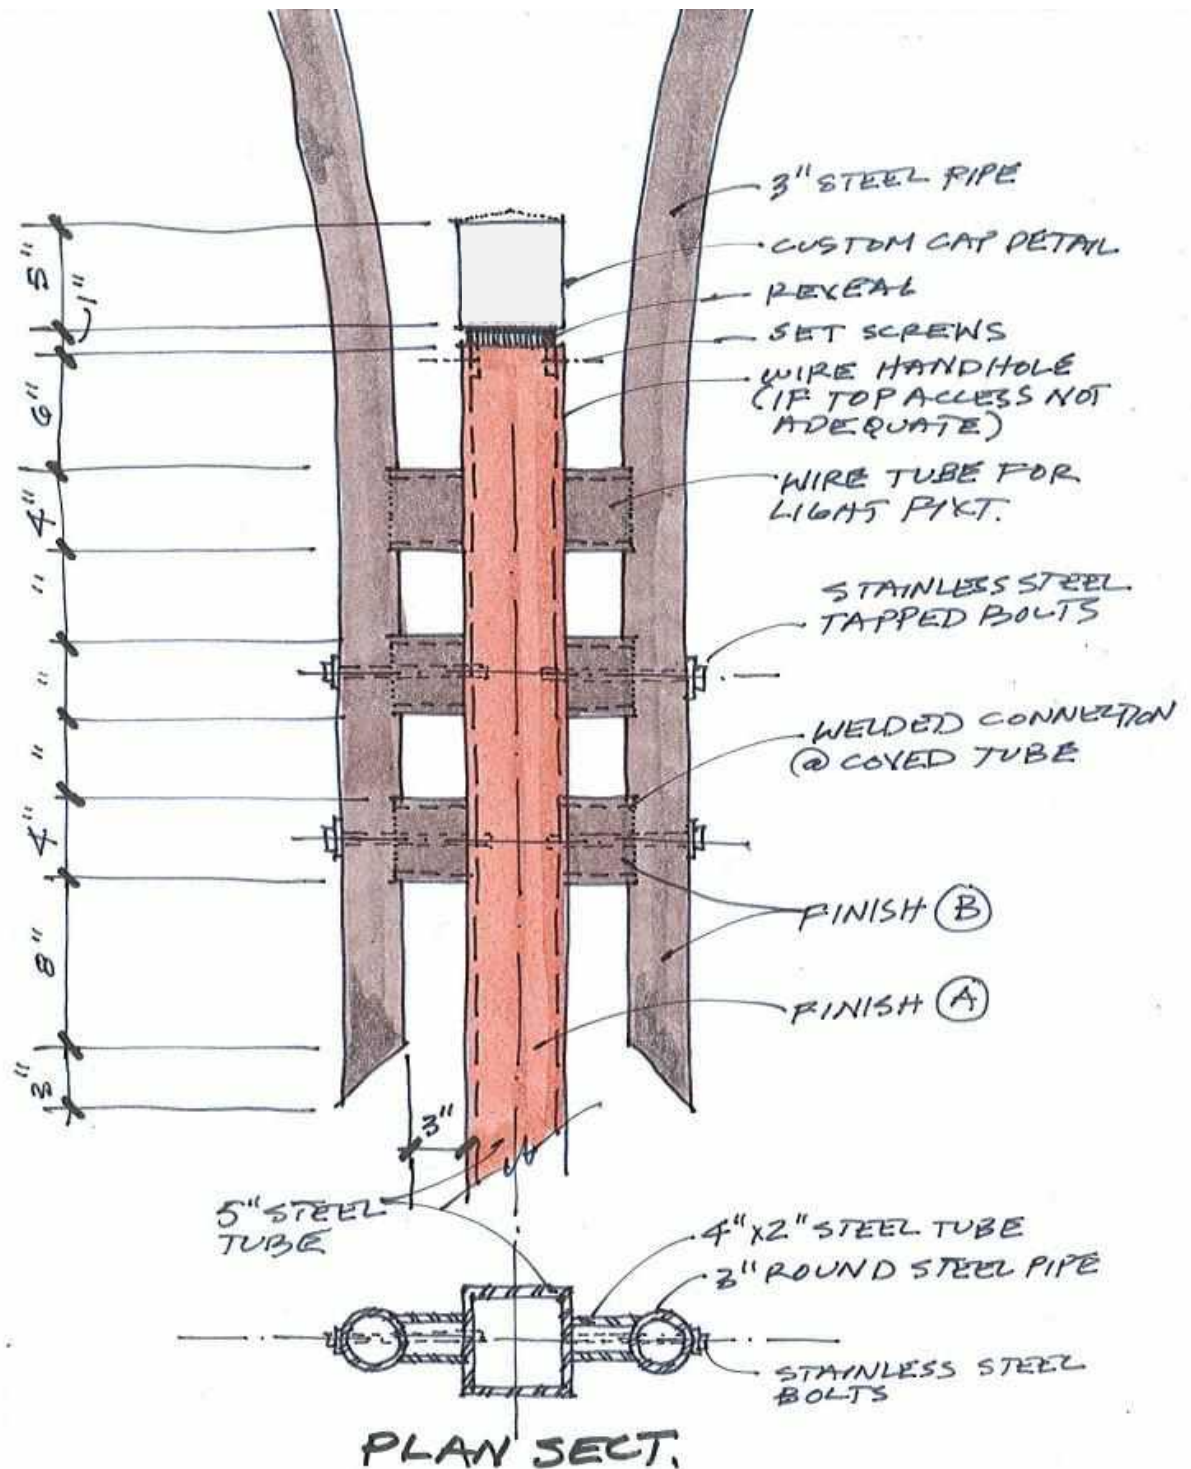 3" STEEL PIPE
CUSTOM CAP DETAIL
REVEAL
SET SCREWS
WIRE HANDHOLE
(IF TOP ACCESS NOT
ADEQUATE)
WIRE TUBE FOR
LIGHT FIXT.
STAINLESS STEEL
TAPPED BOLTS
WELDED CONNECTION
@ COVED TUBE
FINISH B
FINISH A
5"
1"
6"
4"
"
"
"
4"
8"
3"
3"
5" STEEL
TUBE
4"X2" STEEL TUBE
3" ROUND STEEL PIPE
STAINLESS STEEL
BOLTS
PLAN SECT.